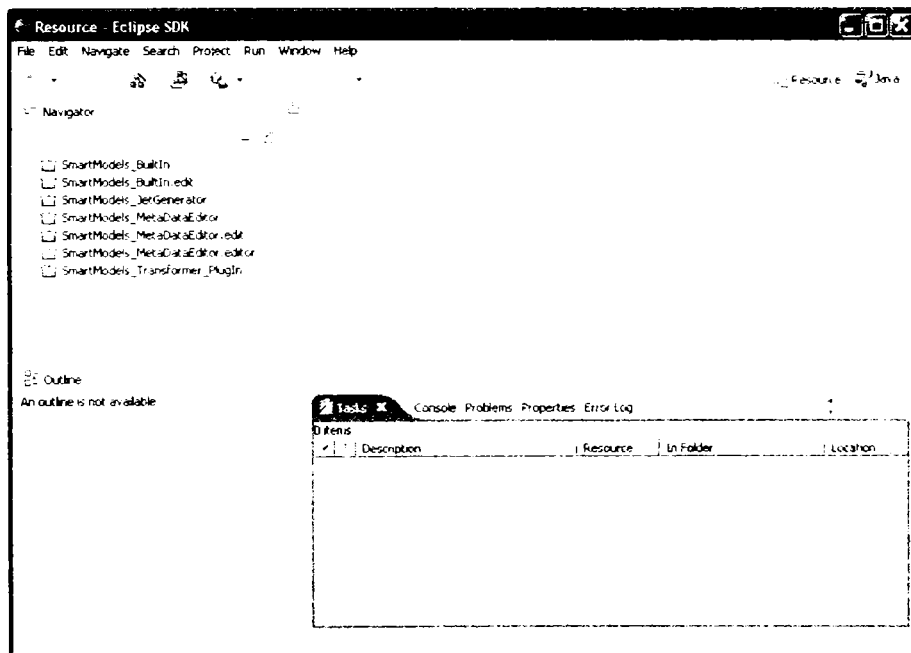 Resource - Eclipse SDK
File Edit Navigate Search Project Run Window Help
Resource Java
Navigator
SmartModels_BuiltIn
SmartModels_BuiltIn.edit
SmartModels_JetGenerator
SmartModels_MetaDataEditor
SmartModels_MetaDataEditor.edit
SmartModels_MetaDataEditor.editor
SmartModels_Transformer_PlugIn
Outline
An outline is not available
Tasks Console Problems Properties Error Log
0 items
Description Resource In Folder Location